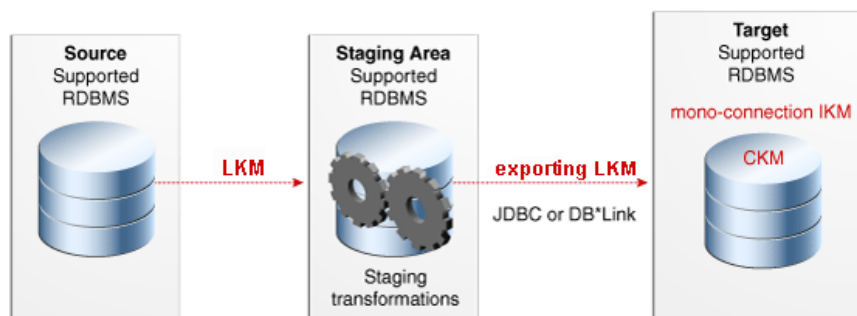 Source
Supported
RDBMS
LKM
Staging Area
Supported
RDBMS
Staging
transformations
exporting LKM
JDBC or DB*Link
Target
Supported
RDBMS
mono-connection IKM
CKM